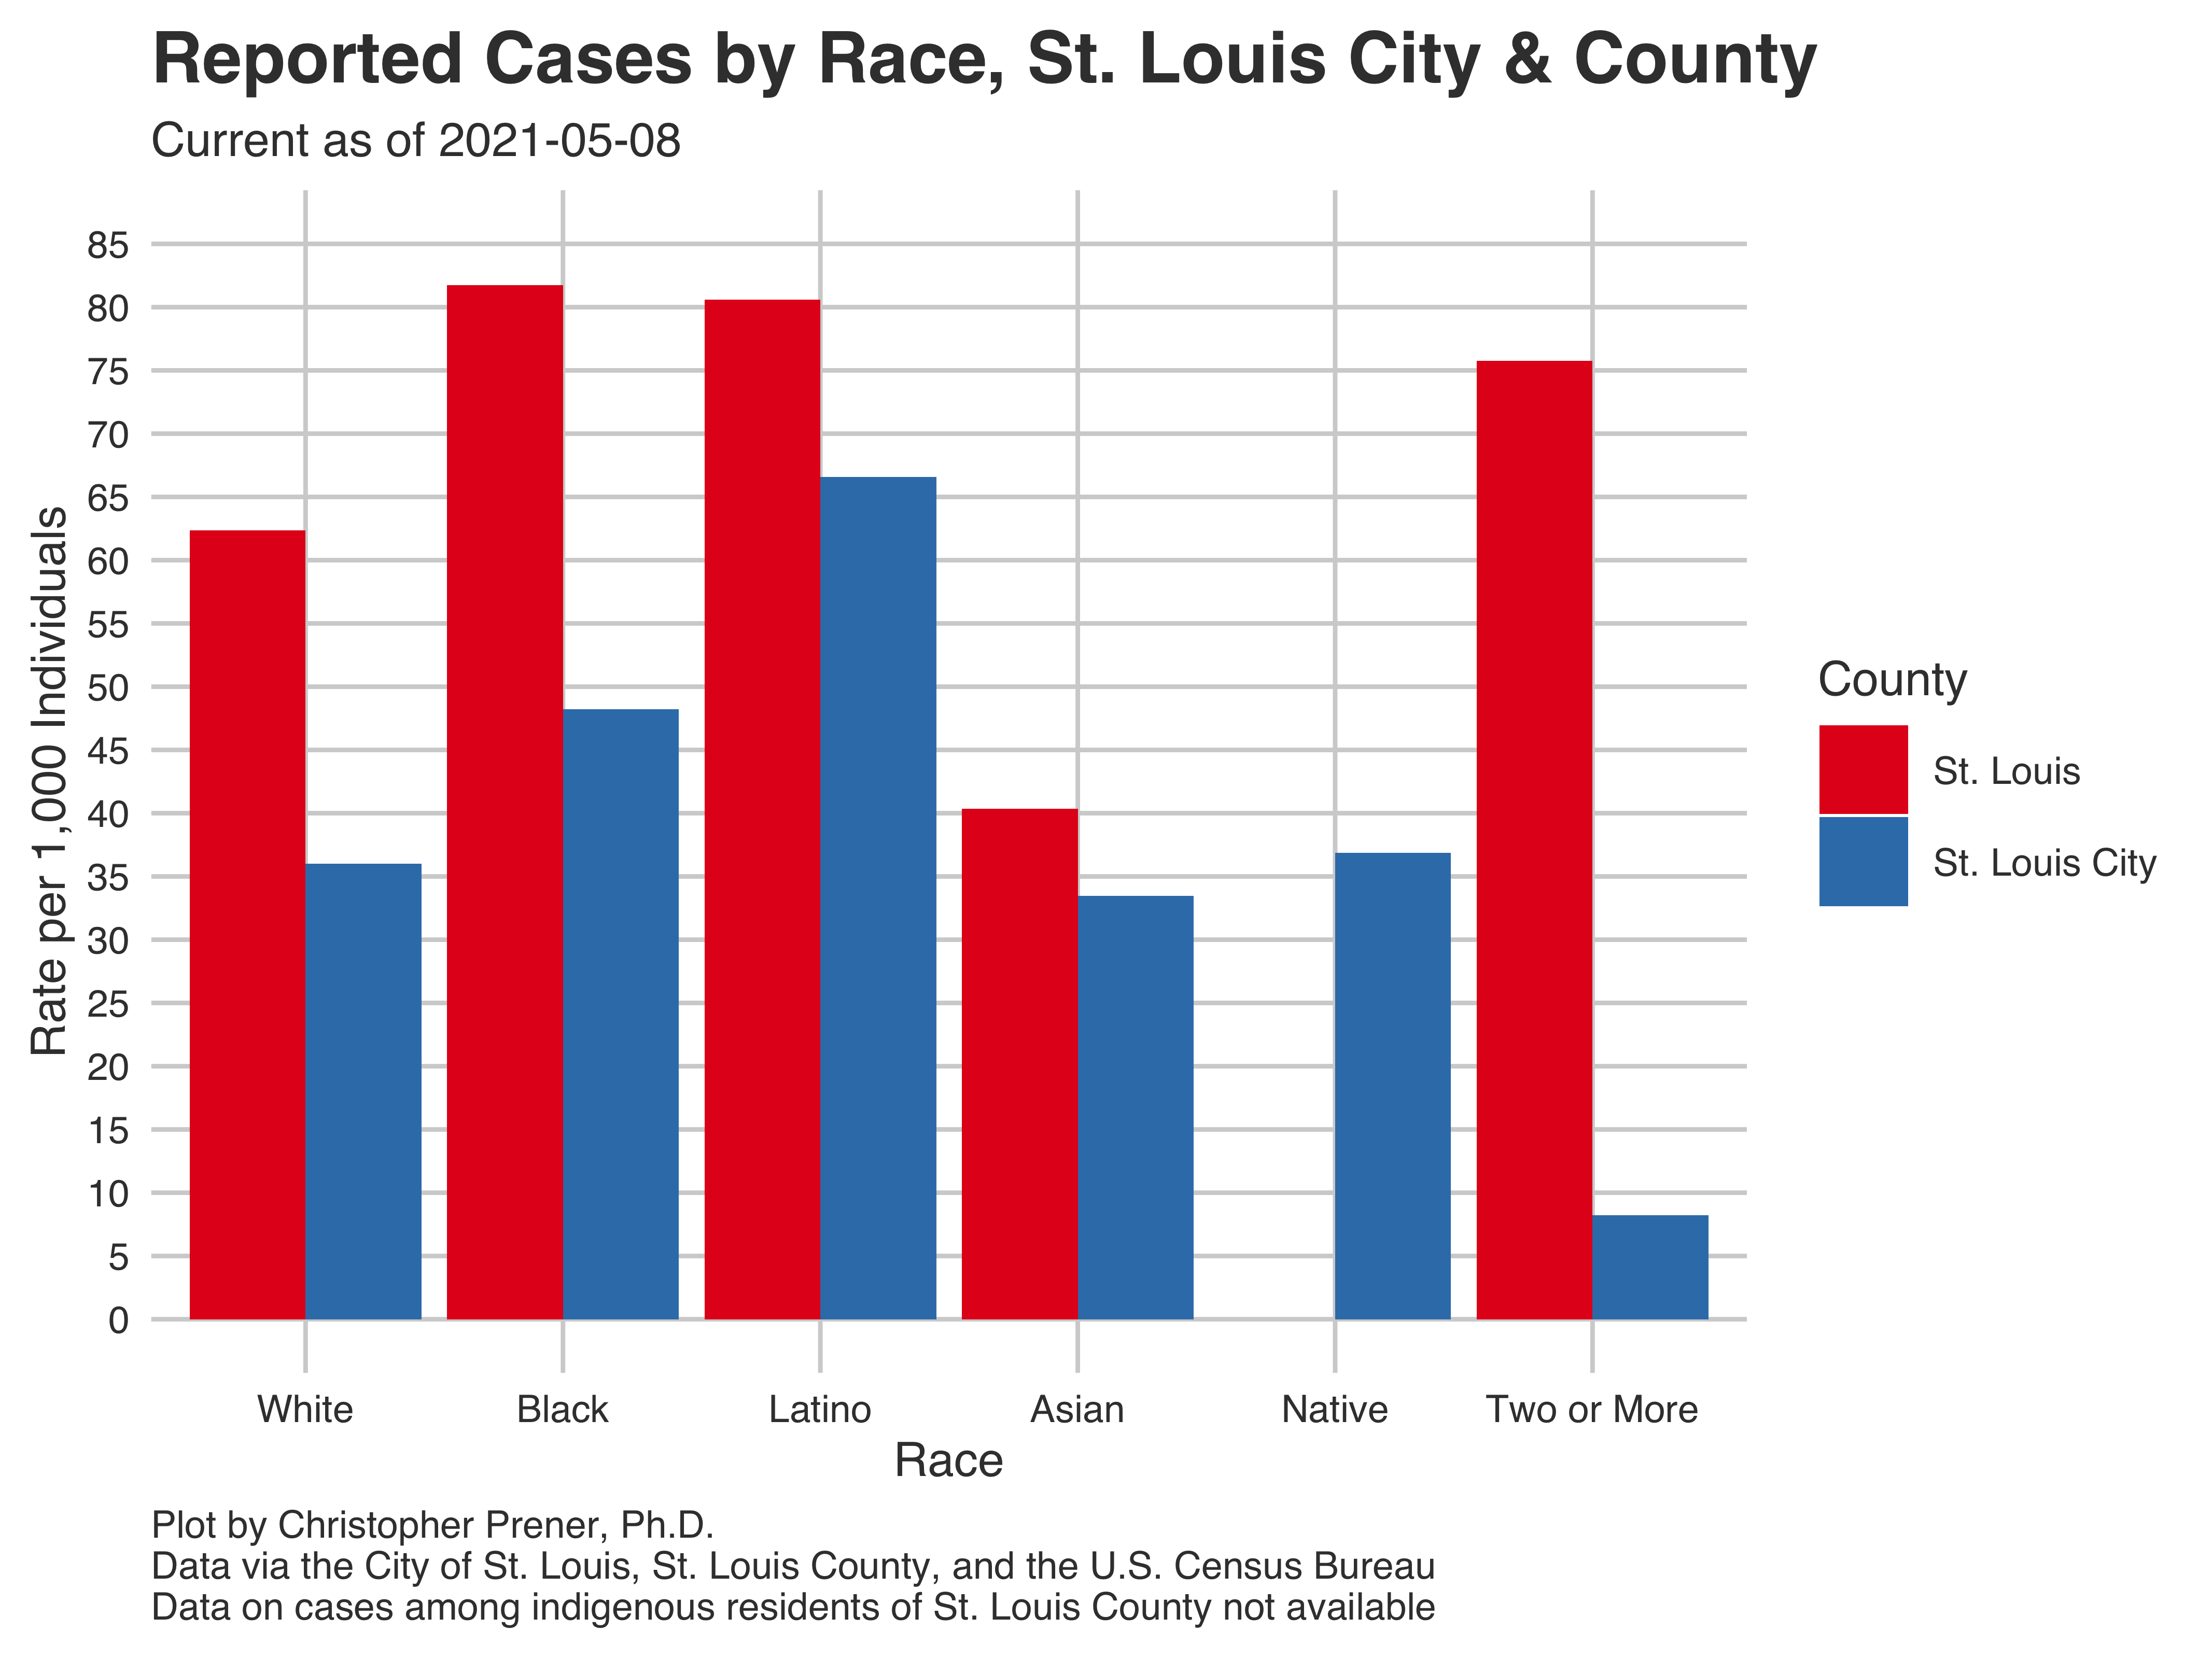 Reported Cases by Race, St. Louis City & County
Current as of 2021-05-08
85
80
75
70
65
60
55
50
45
40
35
30
25
20
15
10
5
0
Rate per 1,000 Individuals
White Black Latino Asian Native Two or More
Race
County
St. Louis
St. Louis City
Plot by Christopher Prener, Ph.D.
Data via the City of St. Louis, St. Louis County, and the U.S. Census Bureau
Data on cases among indigenous residents of St. Louis County not available